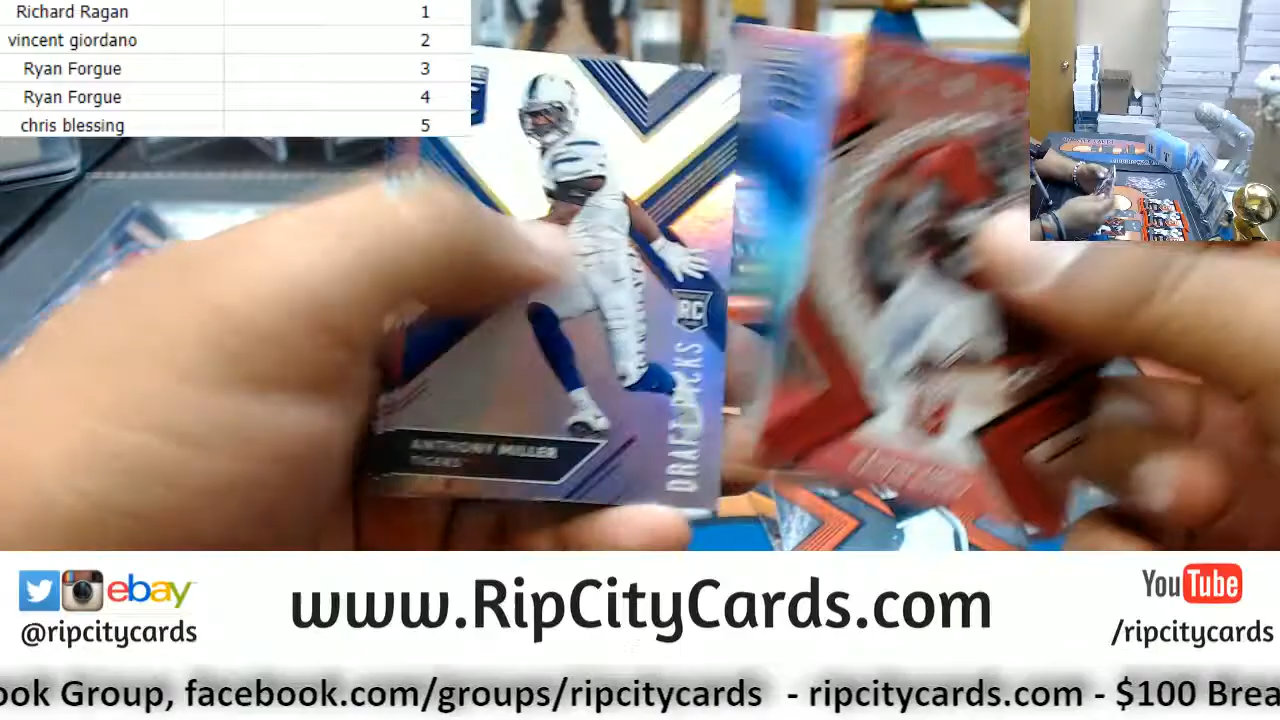 Richard Ragan 1
vincent giordano 2
Ryan Forgue 3
Ryan Forgue 4
chris blessing 5
RC
DRAFT PICKS
ANTHONY MILLER
TIGERS
ebay
@ripcitycards
www.RipCityCards.com
YouTube
/ripcitycards
ook Group, facebook.com/groups/ripcitycards - ripcitycards.com - $100 Brea